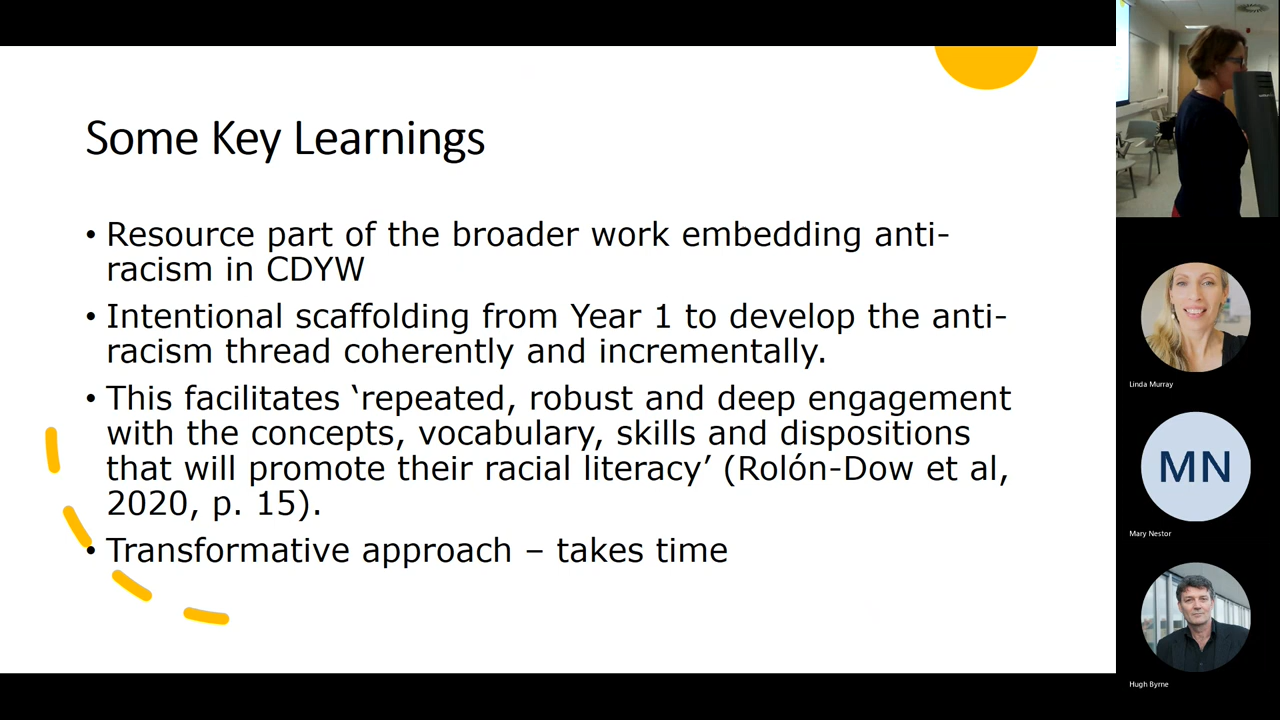 Some Key Learnings
• Resource part of the broader work embedding anti-
racism in CDYW
• Intentional scaffolding from Year 1 to develop the anti-
racism thread coherently and incrementally.
• This facilitates ‘repeated, robust and deep engagement
with the concepts, vocabulary, skills and dispositions
that will promote their racial literacy’ (Rolón-Dow et al,
2020, p. 15).
• Transformative approach – takes time
Linda Murray
MN
Mary Nestor
Hugh Byrne